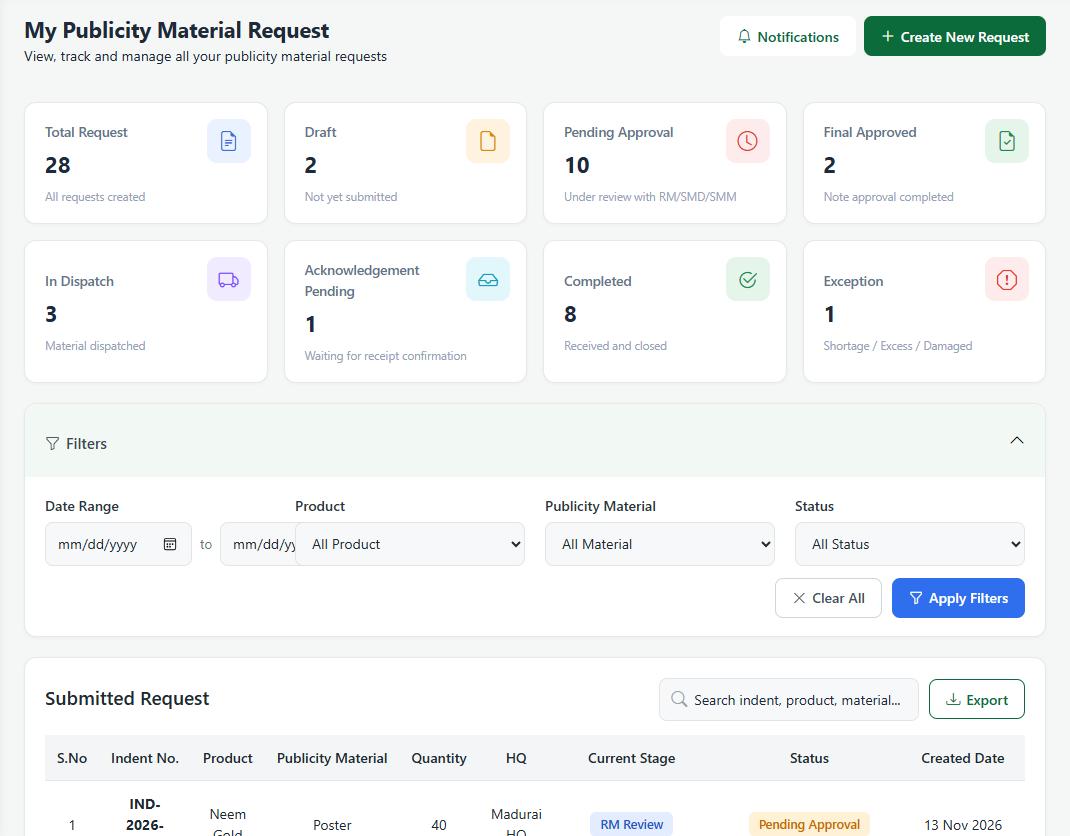 My Publicity Material Request
View, track and manage all your publicity material requests
Notifications
Create New Request
Total Request
28
All requests created
Draft
2
Not yet submitted
Pending Approval
10
Under review with RM/SMD/SMM
Final Approved
2
Note approval completed
In Dispatch
3
Material dispatched
Acknowledgement
Pending
1
Waiting for receipt confirmation
Completed
8
Received and closed
Exception
1
Shortage / Excess / Damaged
Filters
Date Range
Product
Publicity Material
Status
mm/dd/yyyy
to
mm/dd/yy
All Product
All Material
All Status
Clear All
Apply Filters
Submitted Request
Search indent, product, material...
Export
S.No Indent No. Product Publicity Material Quantity HQ Current Stage Status Created Date
1
IND-
2026-
Neem
Gold
Poster
40
Madurai
HQ
RM Review
Pending Approval
13 Nov 2026